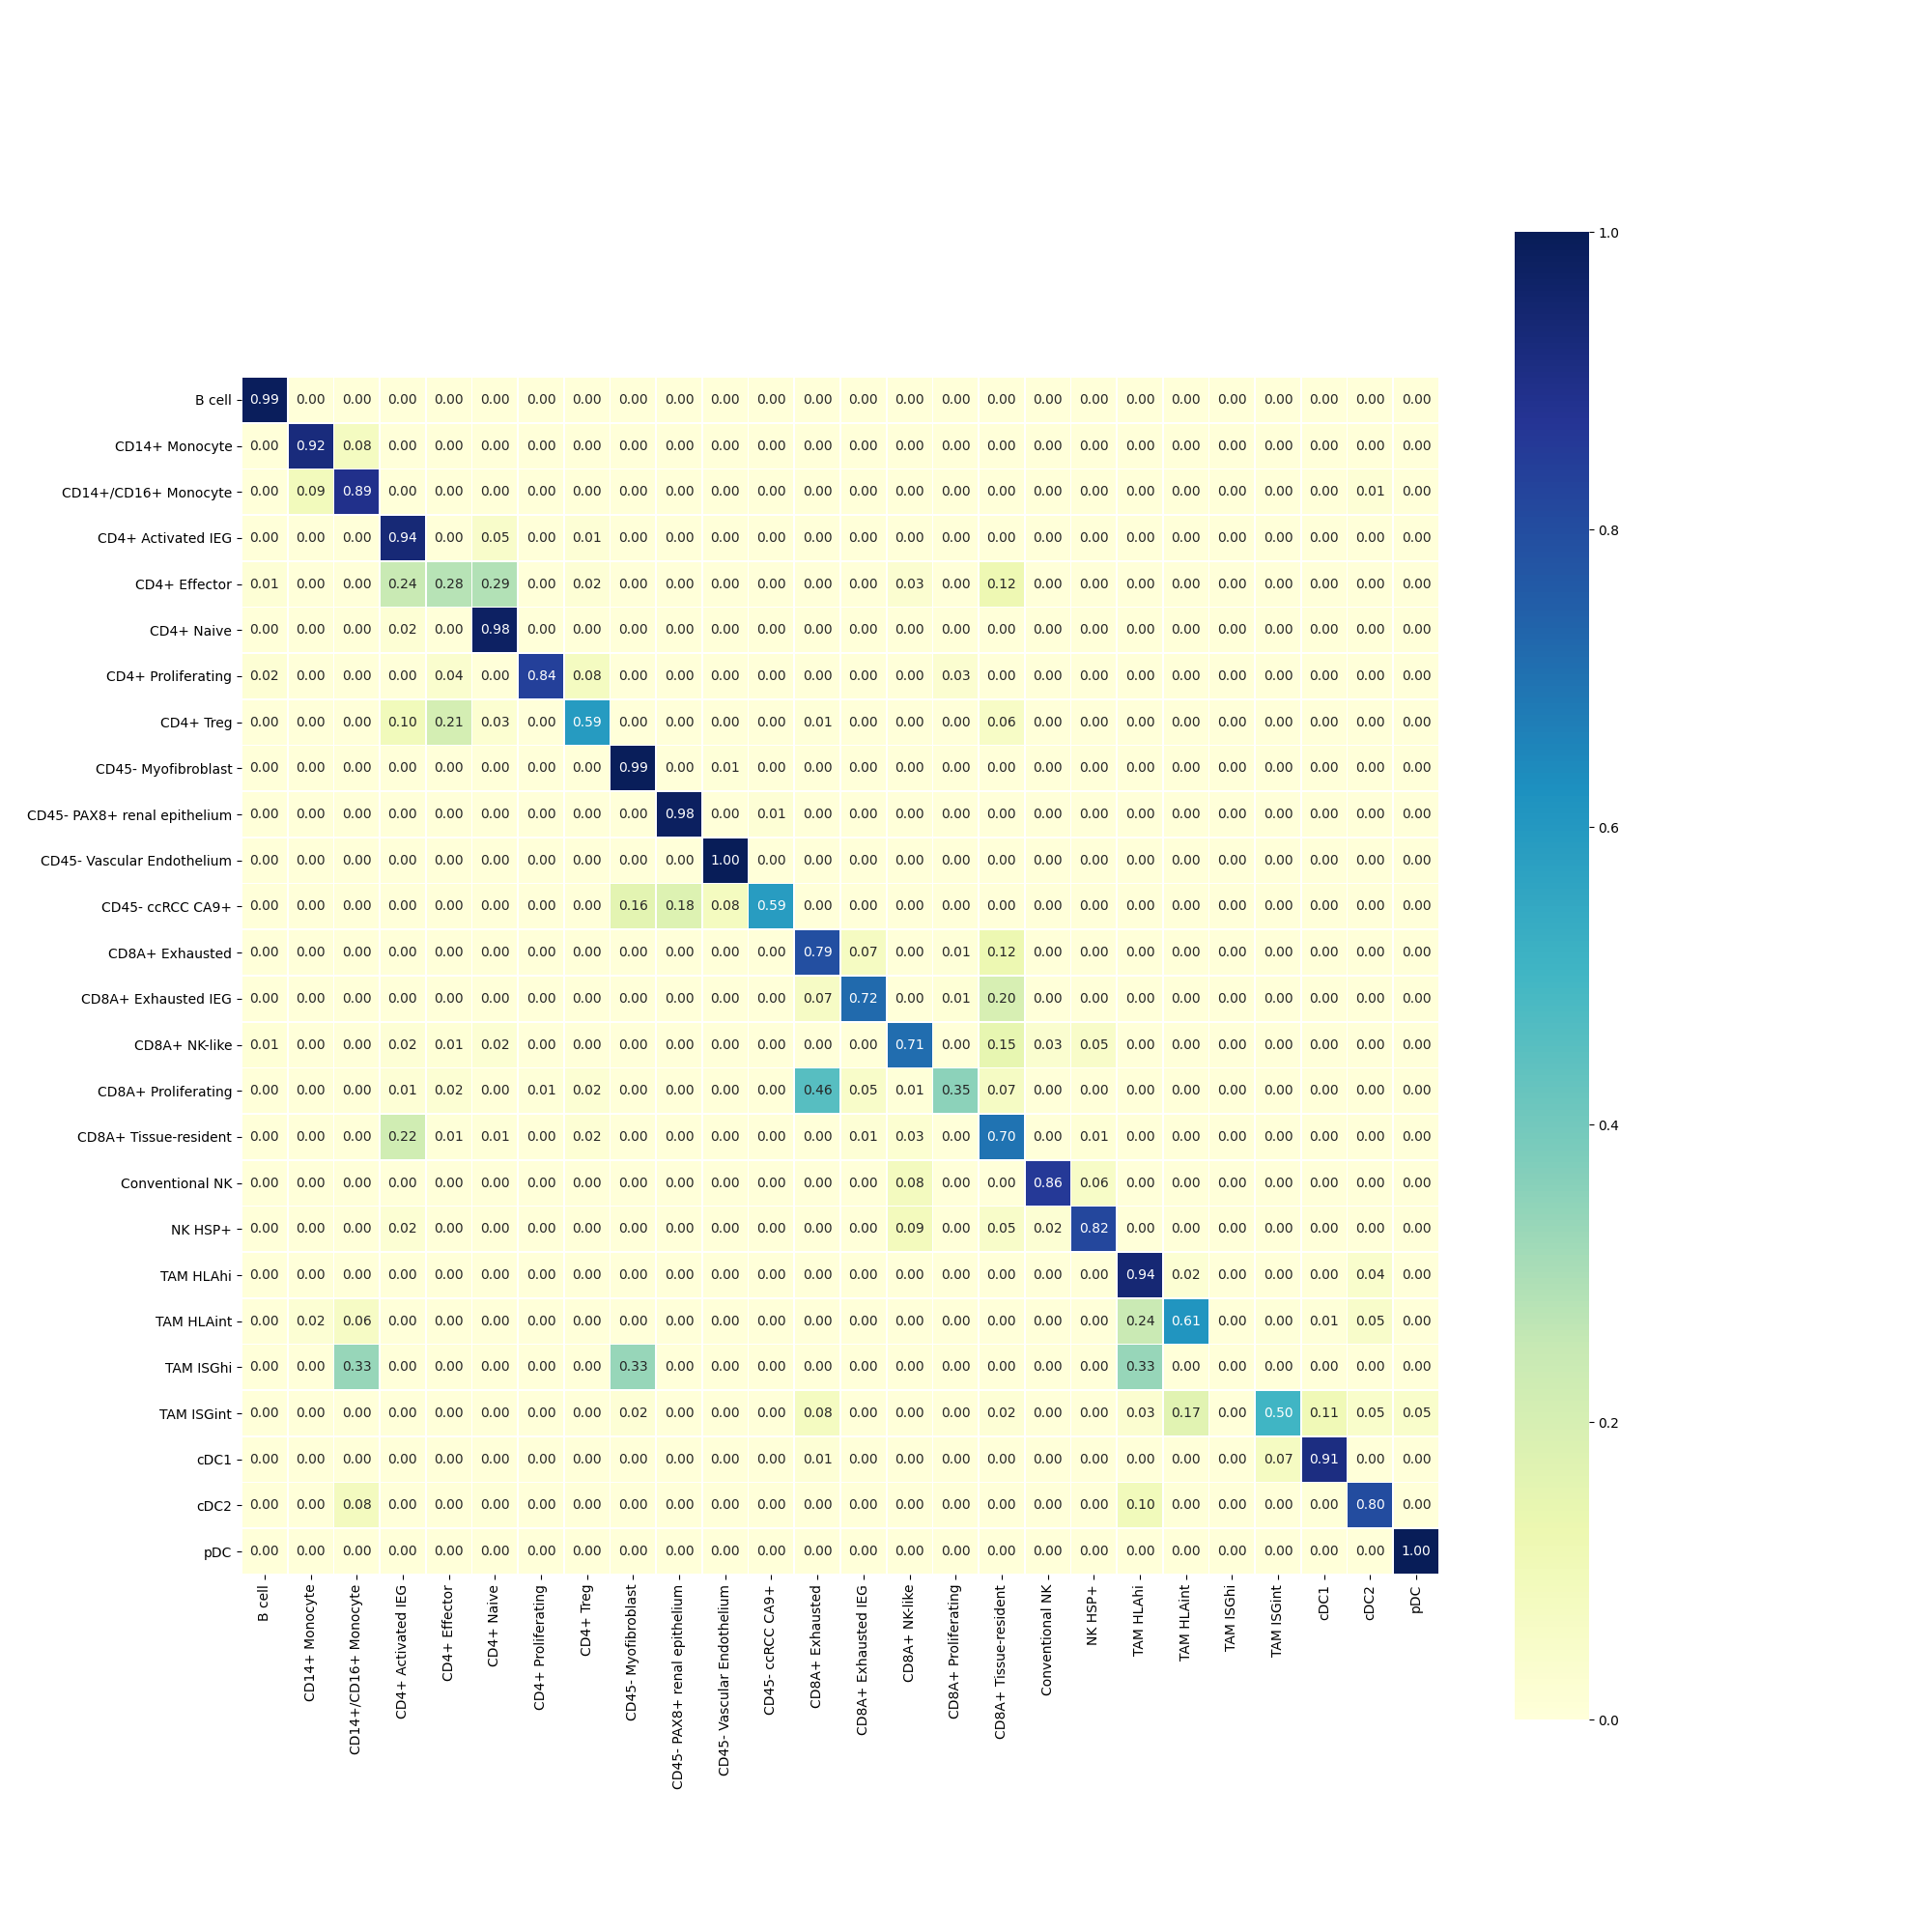 B cell 0.99 0.00 0.00 0.00 0.00 0.00 0.00 0.00 0.00 0.00 0.00 0.00 0.00 0.00 0.00 0.00 0.00 0.00 0.00 0.00 0.00 0.00 0.00 0.00 0.00 0.00
CD14+ Monocyte 0.00 0.92 0.08 0.00 0.00 0.00 0.00 0.00 0.00 0.00 0.00 0.00 0.00 0.00 0.00 0.00 0.00 0.00 0.00 0.00 0.00 0.00 0.00 0.00 0.00 0.00
CD14+/CD16+ Monocyte 0.00 0.09 0.89 0.00 0.00 0.00 0.00 0.00 0.00 0.00 0.00 0.00 0.00 0.00 0.00 0.00 0.00 0.00 0.00 0.00 0.00 0.00 0.00 0.00 0.01 0.00
CD4+ Activated IEG 0.00 0.00 0.00 0.94 0.00 0.05 0.00 0.01 0.00 0.00 0.00 0.00 0.00 0.00 0.00 0.00 0.00 0.00 0.00 0.00 0.00 0.00 0.00 0.00 0.00 0.00
CD4+ Effector 0.01 0.00 0.00 0.24 0.28 0.29 0.00 0.02 0.00 0.00 0.00 0.00 0.00 0.00 0.03 0.00 0.12 0.00 0.00 0.00 0.00 0.00 0.00 0.00 0.00 0.00
CD4+ Naive 0.00 0.00 0.00 0.02 0.00 0.98 0.00 0.00 0.00 0.00 0.00 0.00 0.00 0.00 0.00 0.00 0.00 0.00 0.00 0.00 0.00 0.00 0.00 0.00 0.00 0.00
CD4+ Proliferating 0.02 0.00 0.00 0.00 0.04 0.00 0.84 0.08 0.00 0.00 0.00 0.00 0.00 0.00 0.00 0.03 0.00 0.00 0.00 0.00 0.00 0.00 0.00 0.00 0.00 0.00
CD4+ Treg 0.00 0.00 0.00 0.10 0.21 0.03 0.00 0.59 0.00 0.00 0.00 0.00 0.01 0.00 0.00 0.00 0.06 0.00 0.00 0.00 0.00 0.00 0.00 0.00 0.00 0.00
CD45- Myofibroblast 0.00 0.00 0.00 0.00 0.00 0.00 0.00 0.00 0.99 0.00 0.01 0.00 0.00 0.00 0.00 0.00 0.00 0.00 0.00 0.00 0.00 0.00 0.00 0.00 0.00 0.00
CD45- PAX8+ renal epithelium 0.00 0.00 0.00 0.00 0.00 0.00 0.00 0.00 0.00 0.98 0.00 0.01 0.00 0.00 0.00 0.00 0.00 0.00 0.00 0.00 0.00 0.00 0.00 0.00 0.00 0.00
CD45- Vascular Endothelium 0.00 0.00 0.00 0.00 0.00 0.00 0.00 0.00 0.00 0.00 1.00 0.00 0.00 0.00 0.00 0.00 0.00 0.00 0.00 0.00 0.00 0.00 0.00 0.00 0.00 0.00
CD45- ccRCC CA9+ 0.00 0.00 0.00 0.00 0.00 0.00 0.00 0.00 0.16 0.18 0.08 0.59 0.00 0.00 0.00 0.00 0.00 0.00 0.00 0.00 0.00 0.00 0.00 0.00 0.00 0.00
CD8A+ Exhausted 0.00 0.00 0.00 0.00 0.00 0.00 0.00 0.00 0.00 0.00 0.00 0.00 0.79 0.07 0.00 0.01 0.12 0.00 0.00 0.00 0.00 0.00 0.00 0.00 0.00 0.00
CD8A+ Exhausted IEG 0.00 0.00 0.00 0.00 0.00 0.00 0.00 0.00 0.00 0.00 0.00 0.00 0.07 0.72 0.00 0.01 0.20 0.00 0.00 0.00 0.00 0.00 0.00 0.00 0.00 0.00
CD8A+ NK-like 0.01 0.00 0.00 0.02 0.01 0.02 0.00 0.00 0.00 0.00 0.00 0.00 0.00 0.00 0.71 0.00 0.15 0.03 0.05 0.00 0.00 0.00 0.00 0.00 0.00 0.00
CD8A+ Proliferating 0.00 0.00 0.00 0.01 0.02 0.00 0.01 0.02 0.00 0.00 0.00 0.00 0.46 0.05 0.01 0.35 0.07 0.00 0.00 0.00 0.00 0.00 0.00 0.00 0.00 0.00
CD8A+ Tissue-resident 0.00 0.00 0.00 0.22 0.01 0.01 0.00 0.02 0.00 0.00 0.00 0.00 0.00 0.01 0.03 0.00 0.70 0.00 0.01 0.00 0.00 0.00 0.00 0.00 0.00 0.00
Conventional NK 0.00 0.00 0.00 0.00 0.00 0.00 0.00 0.00 0.00 0.00 0.00 0.00 0.00 0.00 0.08 0.00 0.00 0.86 0.06 0.00 0.00 0.00 0.00 0.00 0.00 0.00
NK HSP+ 0.00 0.00 0.00 0.02 0.00 0.00 0.00 0.00 0.00 0.00 0.00 0.00 0.00 0.00 0.09 0.00 0.05 0.02 0.82 0.00 0.00 0.00 0.00 0.00 0.00 0.00
TAM HLAhi 0.00 0.00 0.00 0.00 0.00 0.00 0.00 0.00 0.00 0.00 0.00 0.00 0.00 0.00 0.00 0.00 0.00 0.00 0.00 0.94 0.02 0.00 0.00 0.00 0.04 0.00
TAM HLAint 0.00 0.02 0.06 0.00 0.00 0.00 0.00 0.00 0.00 0.00 0.00 0.00 0.00 0.00 0.00 0.00 0.00 0.00 0.00 0.24 0.61 0.00 0.00 0.01 0.05 0.00
TAM ISGhi 0.00 0.00 0.33 0.00 0.00 0.00 0.00 0.00 0.33 0.00 0.00 0.00 0.00 0.00 0.00 0.00 0.00 0.00 0.00 0.33 0.00 0.00 0.00 0.00 0.00 0.00
TAM ISGint 0.00 0.00 0.00 0.00 0.00 0.00 0.00 0.00 0.02 0.00 0.00 0.00 0.08 0.00 0.00 0.00 0.02 0.00 0.00 0.03 0.17 0.00 0.50 0.11 0.05 0.05
cDC1 0.00 0.00 0.00 0.00 0.00 0.00 0.00 0.00 0.00 0.00 0.00 0.00 0.01 0.00 0.00 0.00 0.00 0.00 0.00 0.00 0.00 0.00 0.07 0.91 0.00 0.00
cDC2 0.00 0.00 0.08 0.00 0.00 0.00 0.00 0.00 0.00 0.00 0.00 0.00 0.00 0.00 0.00 0.00 0.00 0.00 0.00 0.10 0.00 0.00 0.00 0.00 0.80 0.00
pDC 0.00 0.00 0.00 0.00 0.00 0.00 0.00 0.00 0.00 0.00 0.00 0.00 0.00 0.00 0.00 0.00 0.00 0.00 0.00 0.00 0.00 0.00 0.00 0.00 0.00 1.00
B cell
CD14+ Monocyte
CD14+/CD16+ Monocyte
CD4+ Activated IEG
CD4+ Effector
CD4+ Naive
CD4+ Proliferating
CD4+ Treg
CD45- Myofibroblast
CD45- PAX8+ renal epithelium
CD45- Vascular Endothelium
CD45- ccRCC CA9+
CD8A+ Exhausted
CD8A+ Exhausted IEG
CD8A+ NK-like
CD8A+ Proliferating
CD8A+ Tissue-resident
Conventional NK
NK HSP+
TAM HLAhi
TAM HLAint
TAM ISGhi
TAM ISGint
cDC1
cDC2
pDC
1.0
0.8
0.6
0.4
0.2
0.0